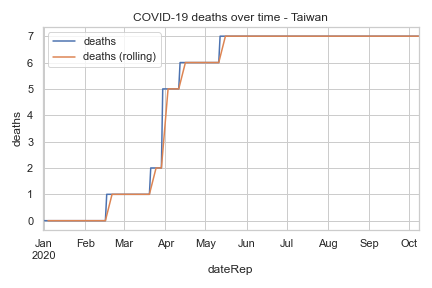 COVID-19 deaths over time - Taiwan
deaths
deaths (rolling)
7
6
5
4
3
2
1
0
deaths
Jan Feb Mar Apr May Jun Jul Aug Sep Oct
2020
dateRep